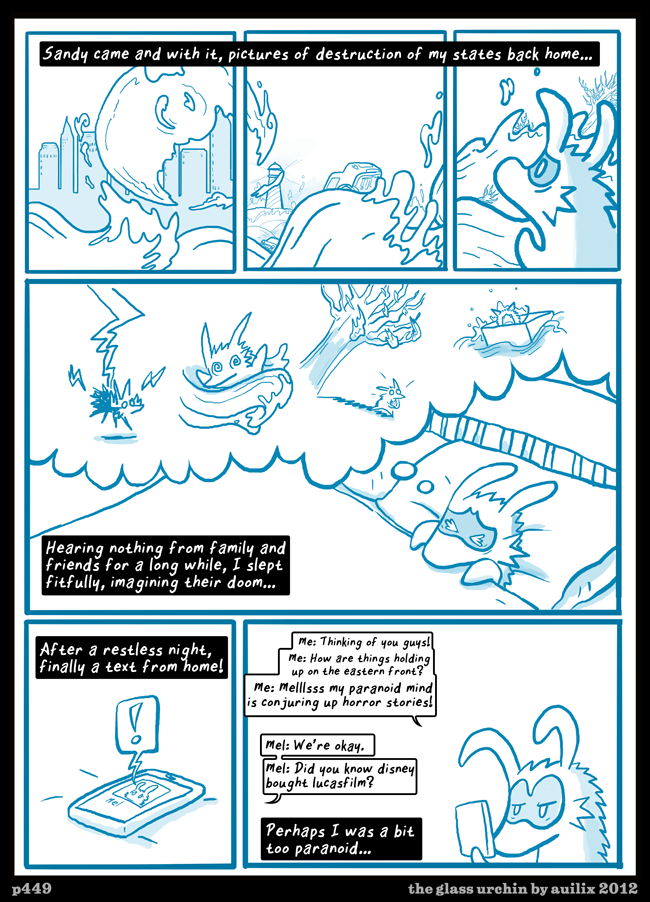 Sandy came and with it, pictures of destruction of my states back home...
Hearing nothing from family and
friends for a long while, I slept
fitfully, imagining their doom...
After a restless night,
finally a text from home!
!
Mel
Me: Thinking of you guys!
Me: How are things holding
up on the eastern front?
Me: Melllsss my paranoid mind
is conjuring up horror stories!
Mel: We're okay.
Mel: Did you know disney
bought lucasfilm?
Perhaps I was a bit
too paranoid...
p449
the glass urchin by auilix 2012